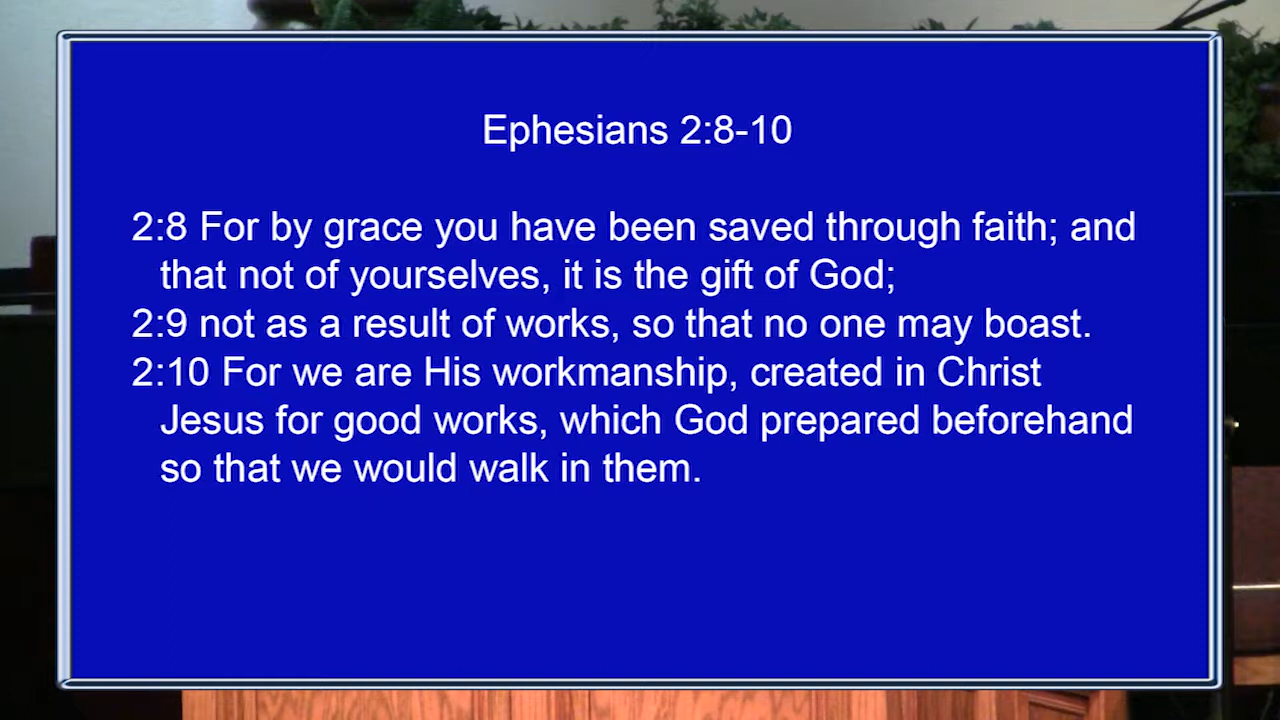 Ephesians 2:8-10
2:8 For by grace you have been saved through faith; and
that not of yourselves, it is the gift of God;
2:9 not as a result of works, so that no one may boast.
2:10 For we are His workmanship, created in Christ
Jesus for good works, which God prepared beforehand
so that we would walk in them.